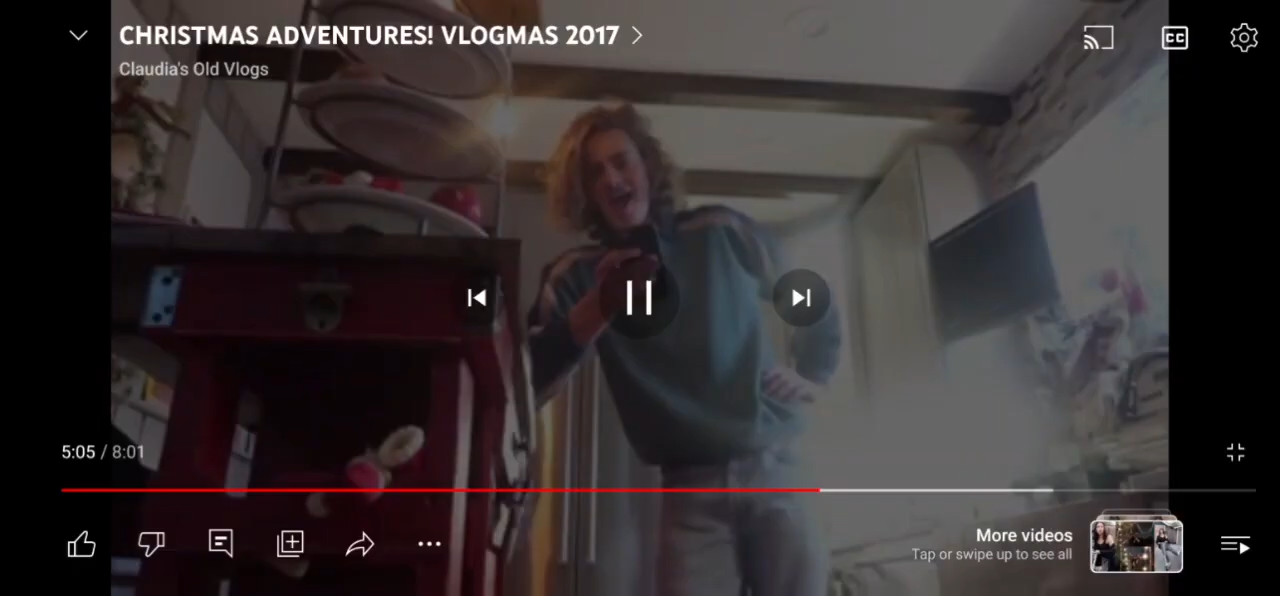 CHRISTMAS ADVENTURES! VLOGMAS 2017
Claudia's Old Vlogs
CC
5:05 / 8:01
More videos
Tap or swipe up to see all